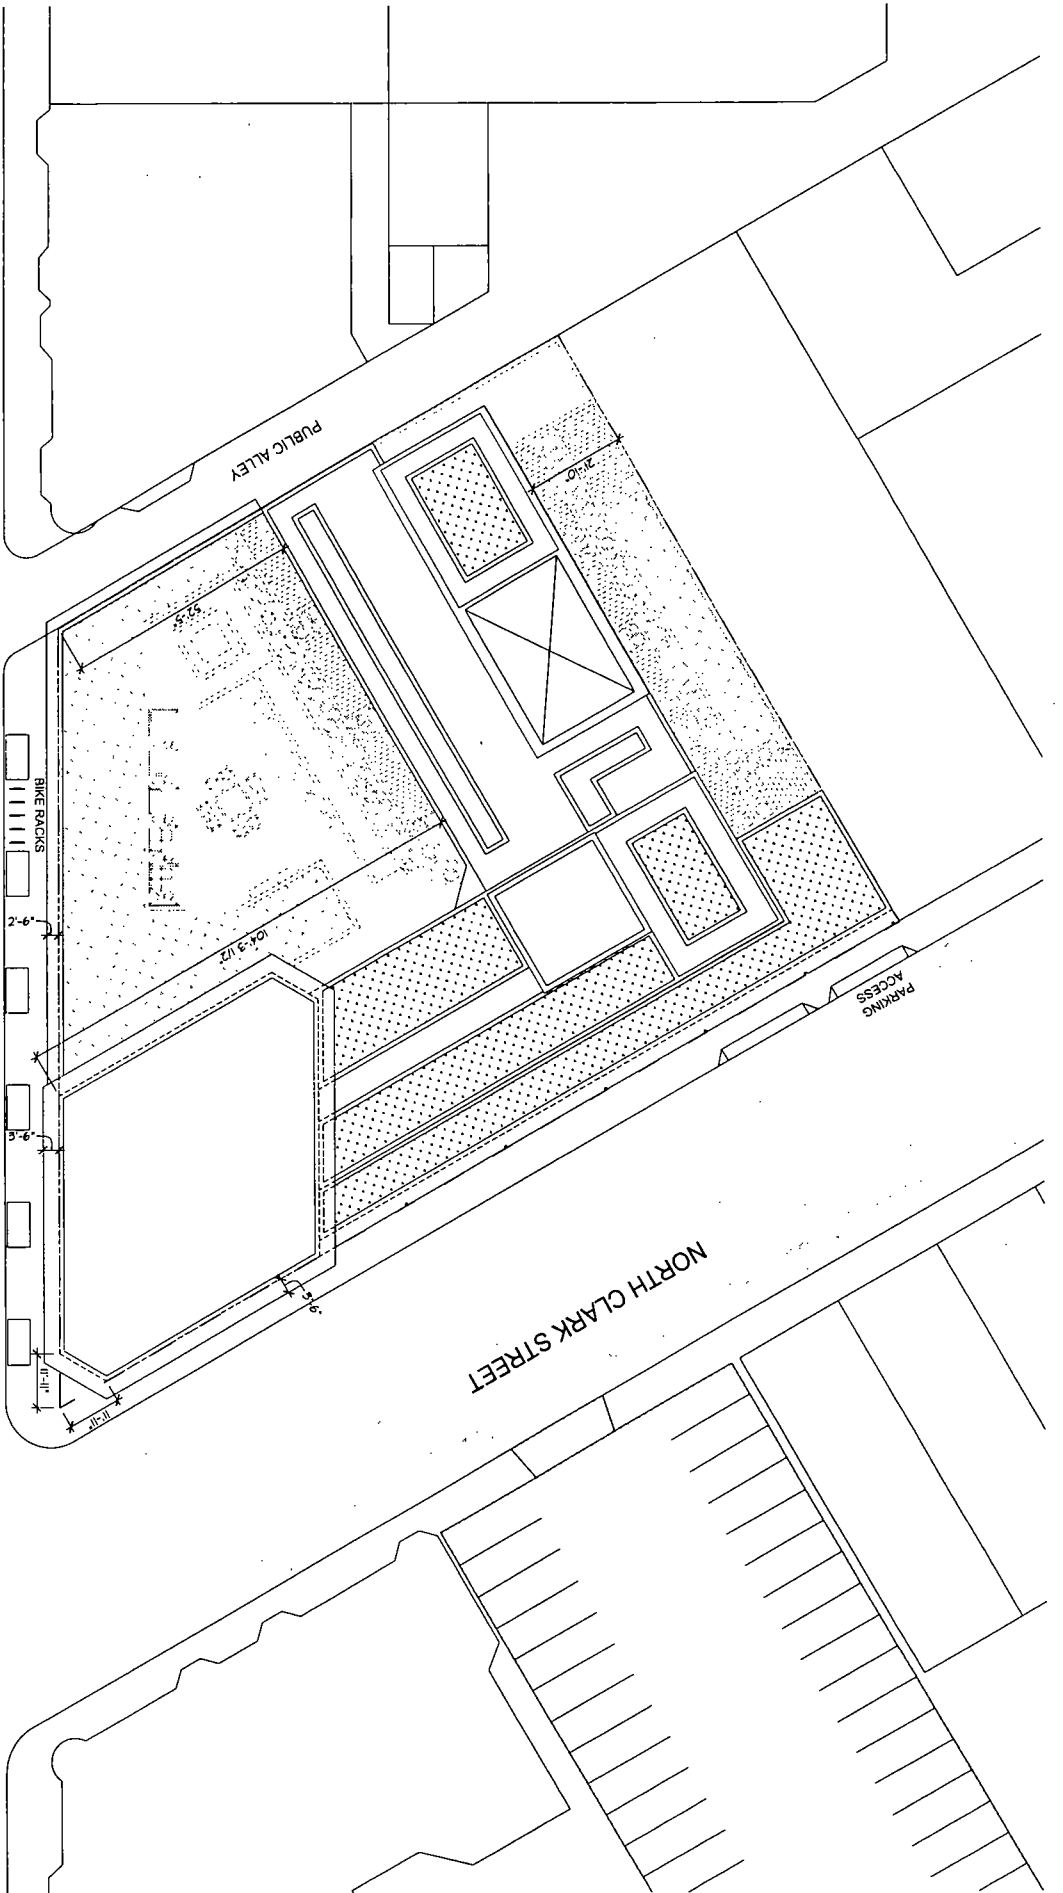 PUBLIC ALLEY
21'-10"
52'-5"
BIKE RACKS
2'-6"
104'-3 1/2"
PARKING
ACCESS
3'-6"
NORTH CLARK STREET
3'-6"
11'-11"
11'-11"